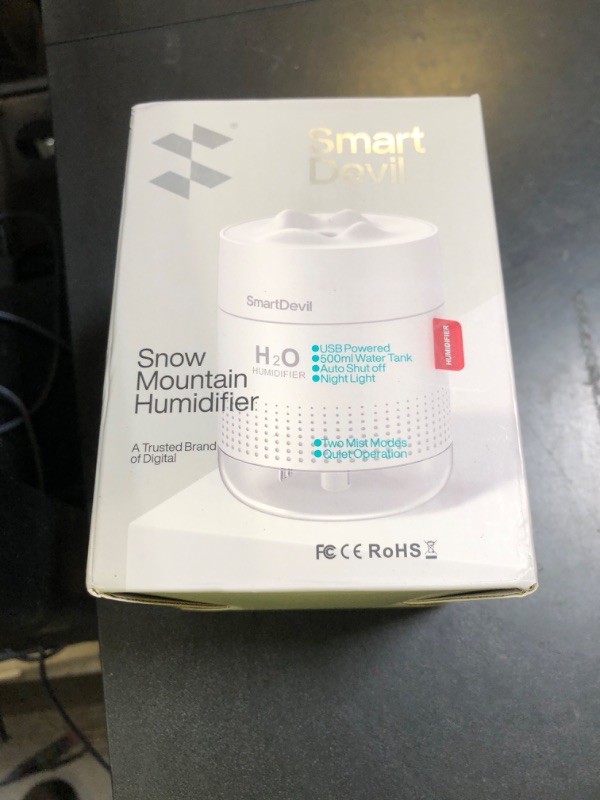 Smart
Devil
SmartDevil
HUMIDIFIER
Snow
Mountain
Humidifier
H2O
HUMIDIFIER
●USB Powered
●500ml Water Tank
●Auto Shut off
●Night Light
A Trusted Brand
of Digital
●Two Mist Modes
●Quiet Operation
FC CE RoHS